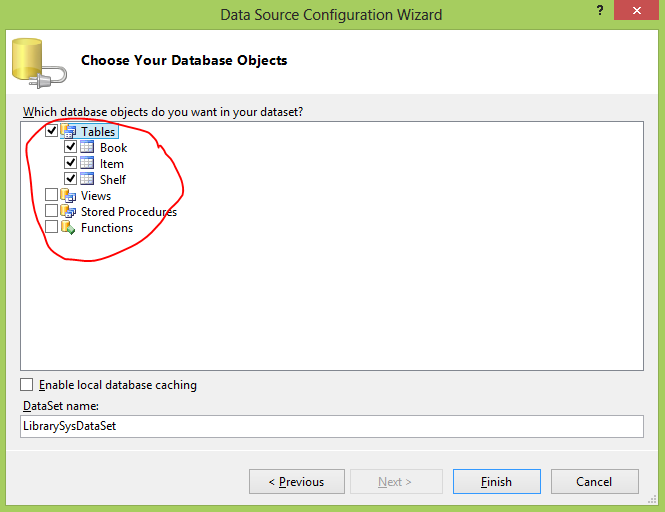 Data Source Configuration Wizard
?
Choose Your Database Objects
Which database objects do you want in your dataset?
Tables
Book
Item
Shelf
Views
Stored Procedures
Functions
Enable local database caching
DataSet name:
LibrarySysDataSet
< Previous
Next >
Finish
Cancel